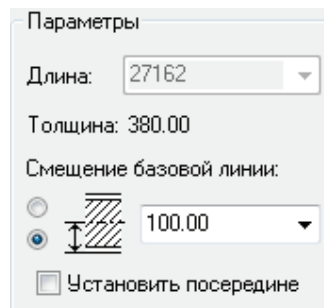 Параметры
Длина: 27162
Толщина: 380.00
Смещение базовой линии:
100.00
Установить посередине